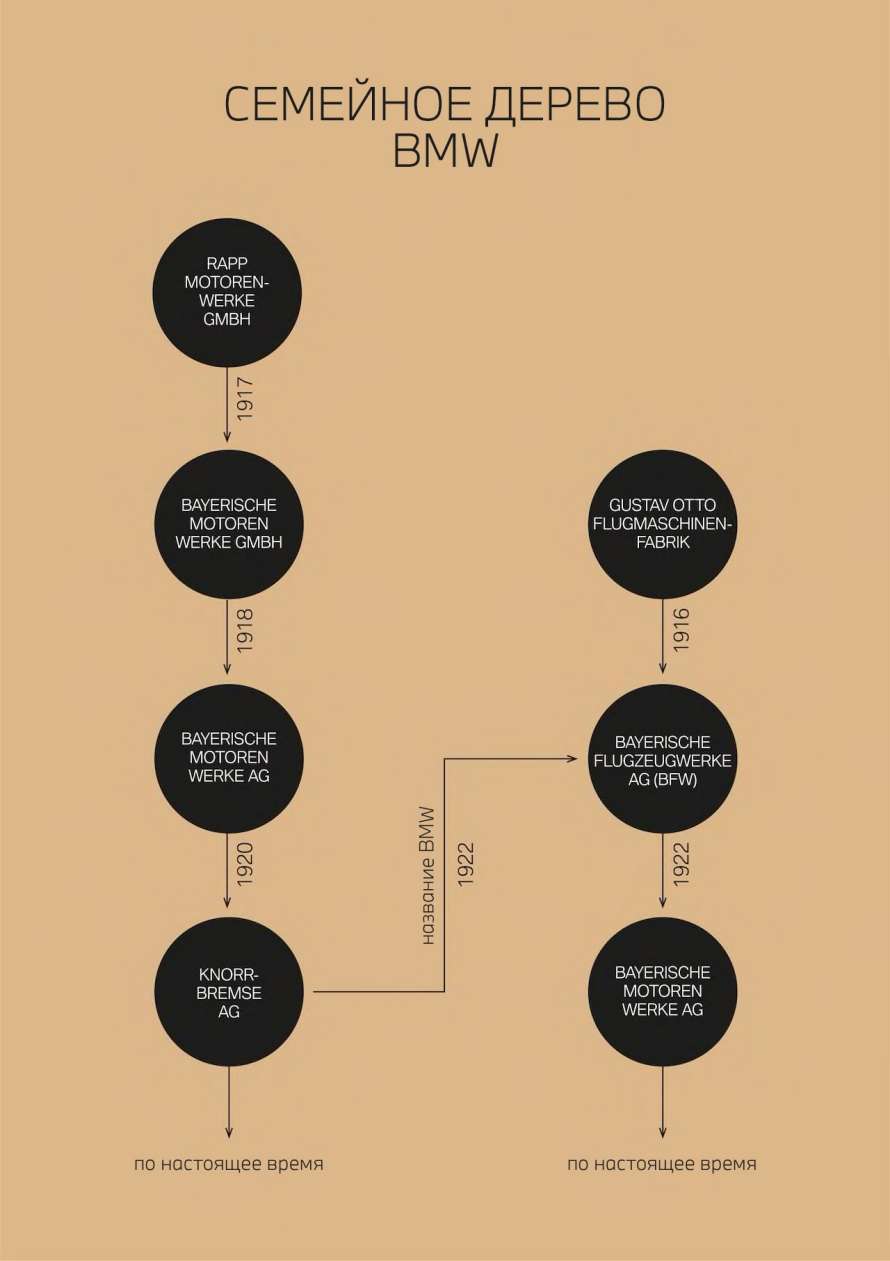 СЕМЕЙНОЕ ДЕРЕВО
BMW
RAPP
MOTOREN-
WERKE
GMBH
1917
BAYERISCHE
MOTOREN
WERKE GMBH
GUSTAV OTTO
FLUGMASCHINEN-
FABRIK
1918
1916
BAYERISCHE
MOTOREN
WERKE AG
BAYERISCHE
FLUGZEUGWERKE
AG (BFW)
1920
название BMW
1922
1922
KNORR-
BREMSE
AG
BAYERISCHE
MOTOREN
WERKE AG
по настоящее время
по настоящее время